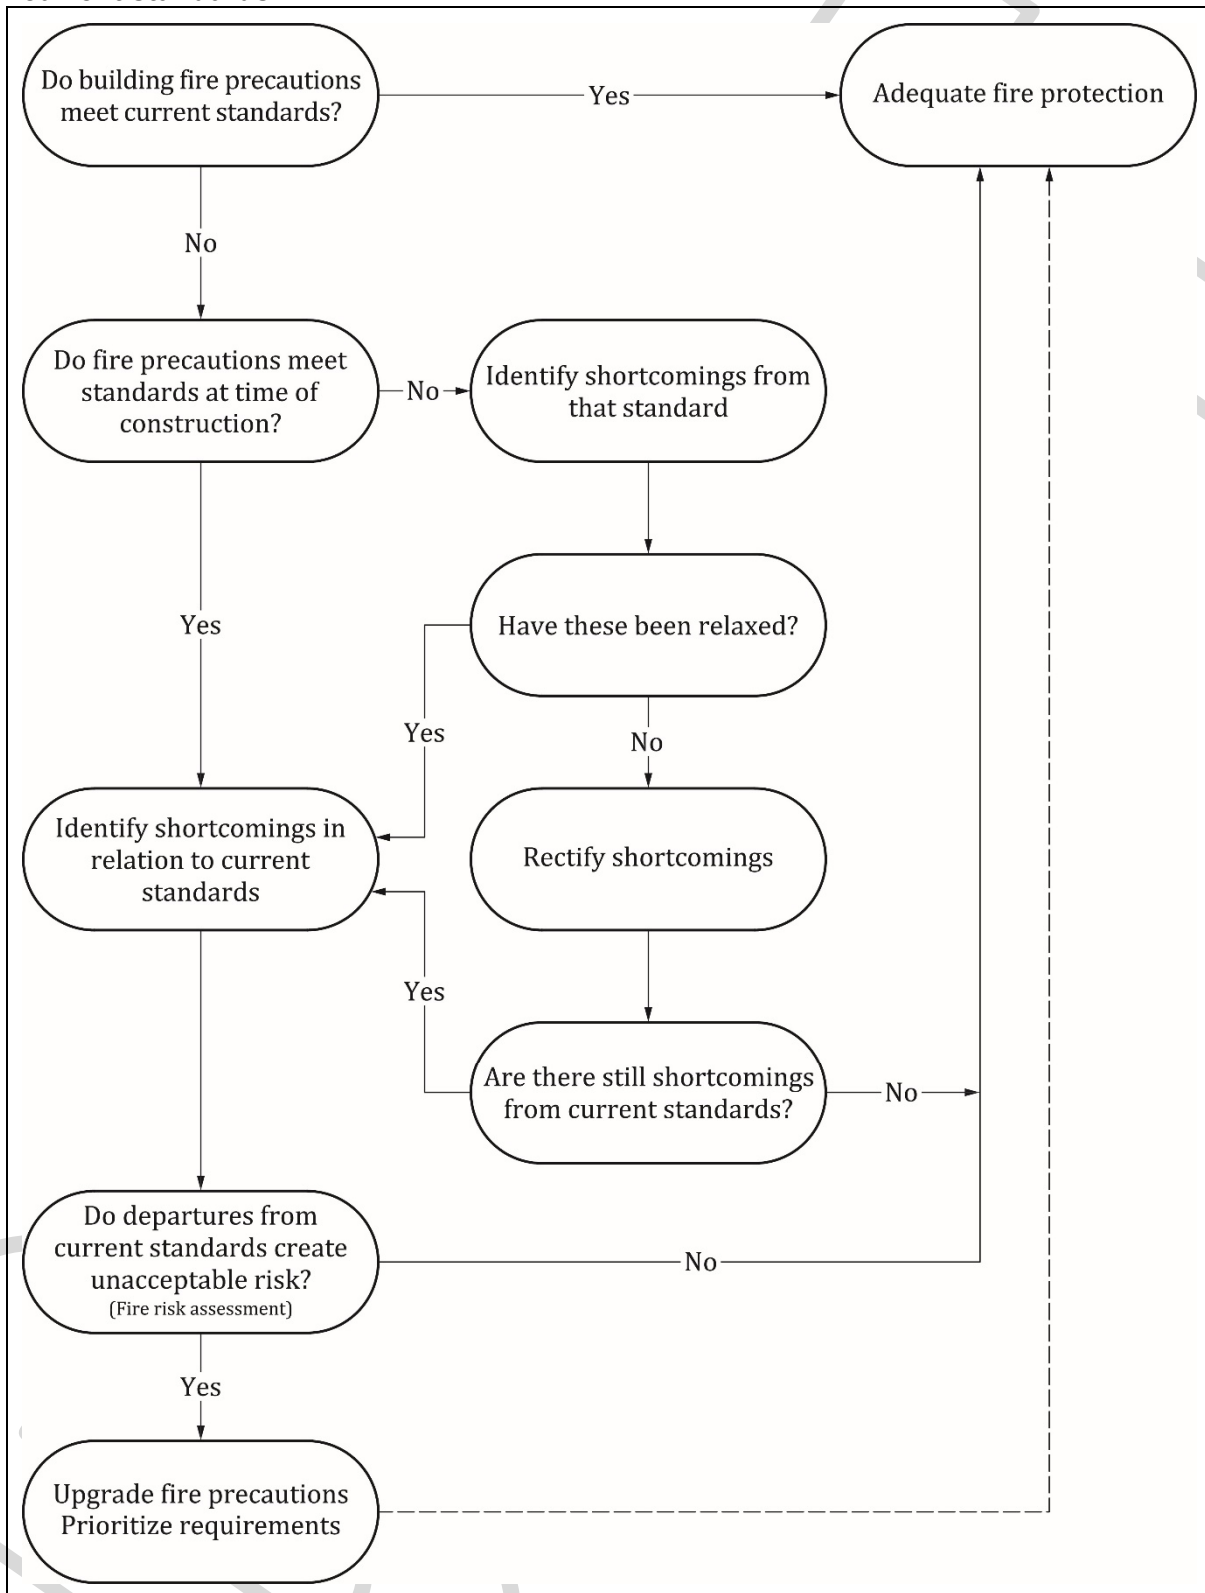 Do building fire precautions
meet current standards?
Yes
Adequate fire protection
No
Do fire precautions meet
standards at time of
construction?
No
Identify shortcomings from
that standard
Yes
Have these been relaxed?
Yes
No
Identify shortcomings in
relation to current
standards
Rectify shortcomings
Yes
Are there still shortcomings
from current standards?
No
Do departures from
current standards create
unacceptable risk?
(Fire risk assessment)
No
Yes
Upgrade fire precautions
Prioritize requirements